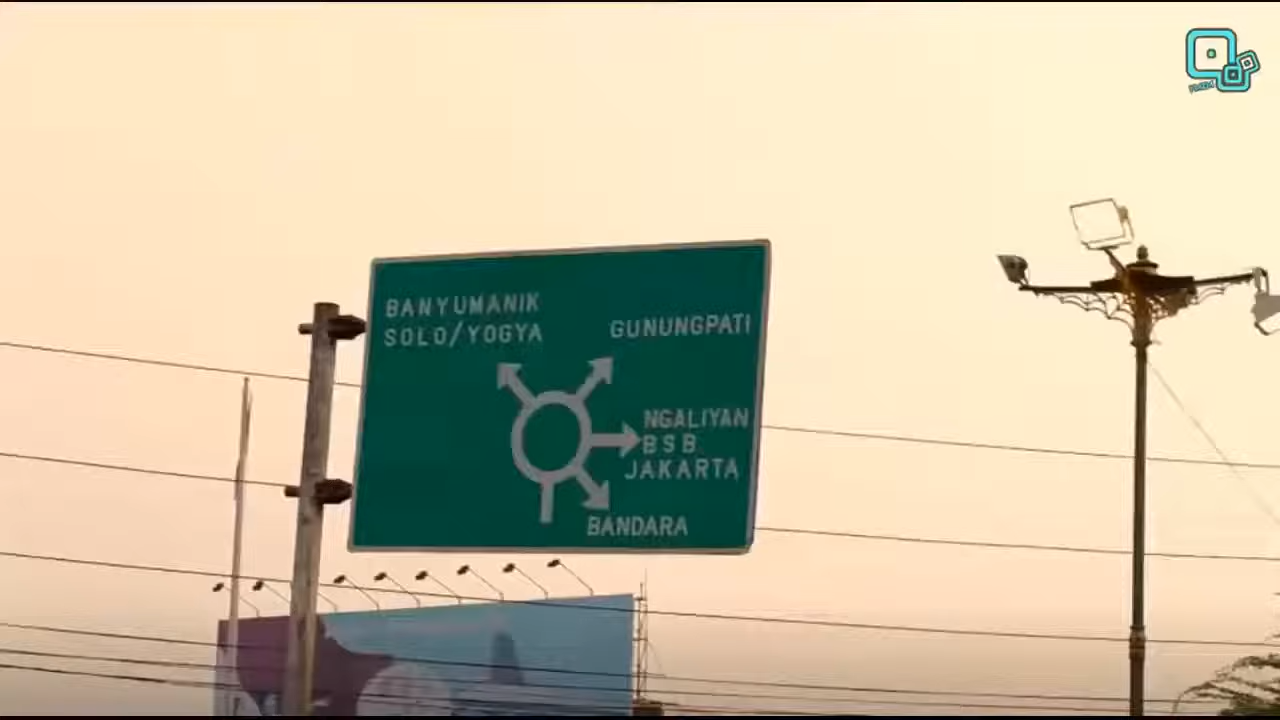 BANYUMANIK
SOLO/YOGYA
GUNUNGPATI
NGALIYAN
BSB
JAKARTA
BANDARA